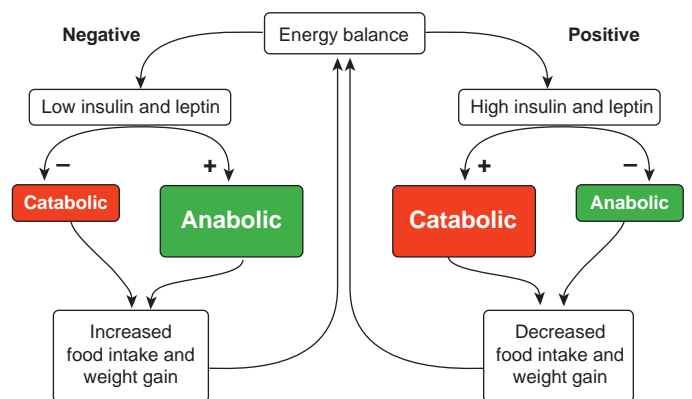 Negative
Energy balance
Positive
Low insulin and leptin
High insulin and leptin
−
+
+
−
Catabolic
Anabolic
Catabolic
Anabolic
Increased
food intake and
weight gain
Decreased
food intake and
weight gain